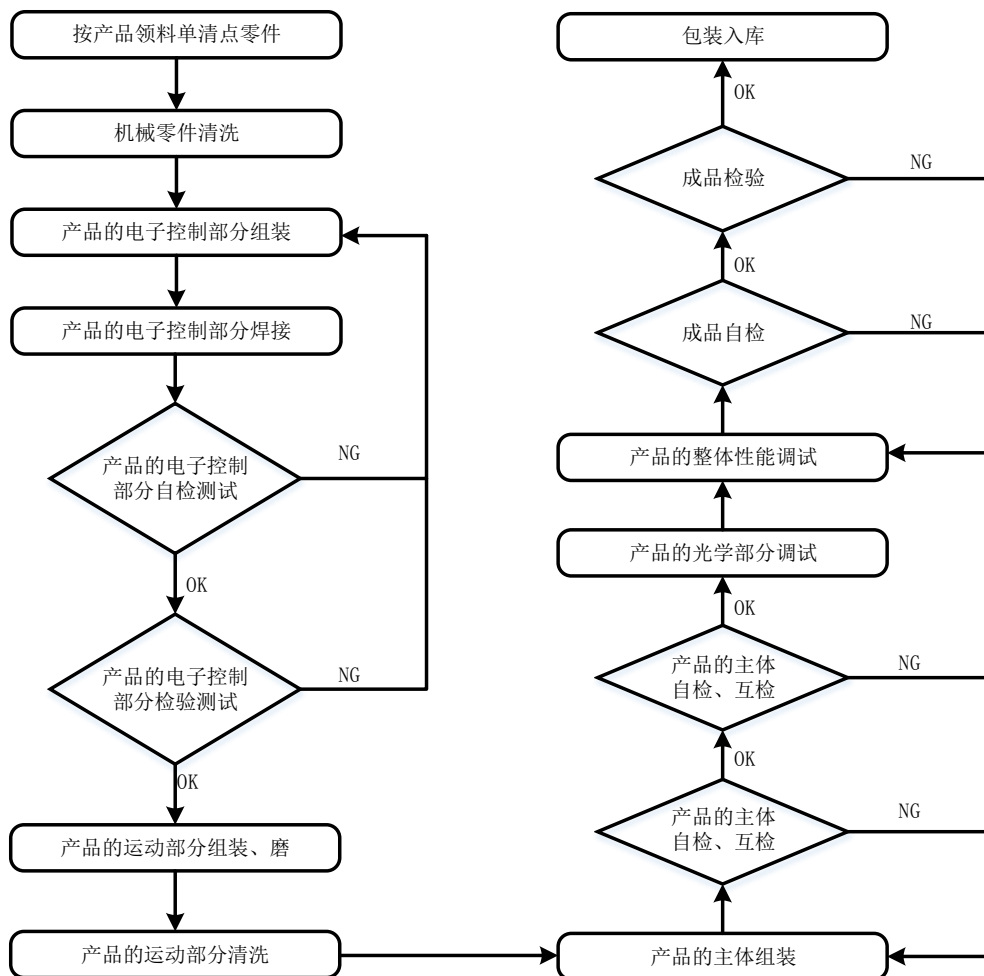 按产品领料单清点零件
机械零件清洗
产品的电子控制部分组装
产品的电子控制部分焊接
产品的电子控制
部分自检测试
NG
OK
产品的电子控制
部分检验测试
NG
OK
产品的运动部分组装、磨
产品的运动部分清洗
包装入库
OK
成品检验
NG
OK
成品自检
NG
产品的整体性能调试
产品的光学部分调试
OK
产品的主体
自检、互检
NG
OK
产品的主体
自检、互检
NG
产品的主体组装